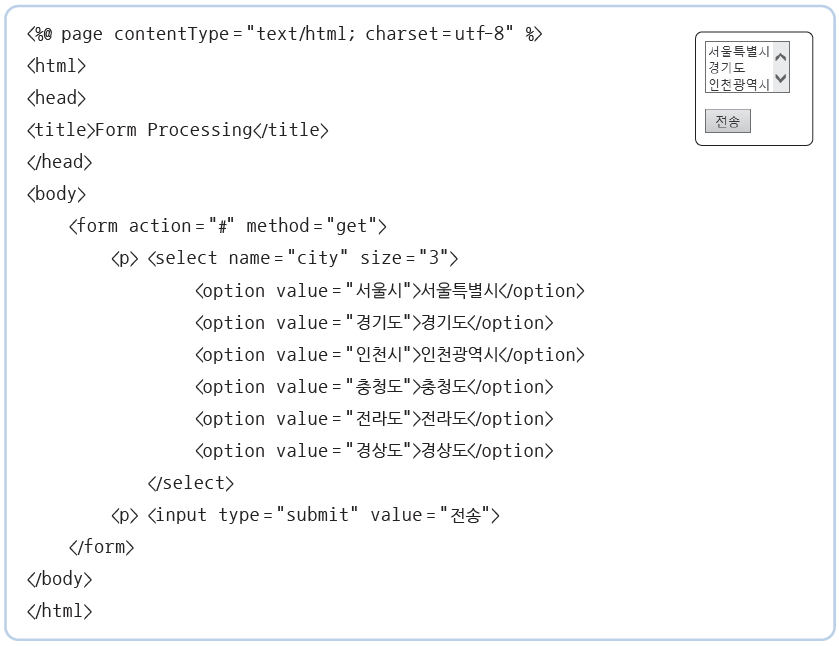 <%@ page contentType="text/html; charset=utf-8" %>
<html>
<head>
<title>Form Processing</title>
</head>
<body>
    <form action="#" method="get">
        <p> <select name="city" size="3">
                <option value="서울시">서울특별시</option>
                <option value="경기도">경기도</option>
                <option value="인천시">인천광역시</option>
                <option value="충청도">충청도</option>
                <option value="전라도">전라도</option>
                <option value="경상도">경상도</option>
            </select>
        <p> <input type="submit" value="전송">
    </form>
</body>
</html>
서울특별시
경기도
인천광역시
전송